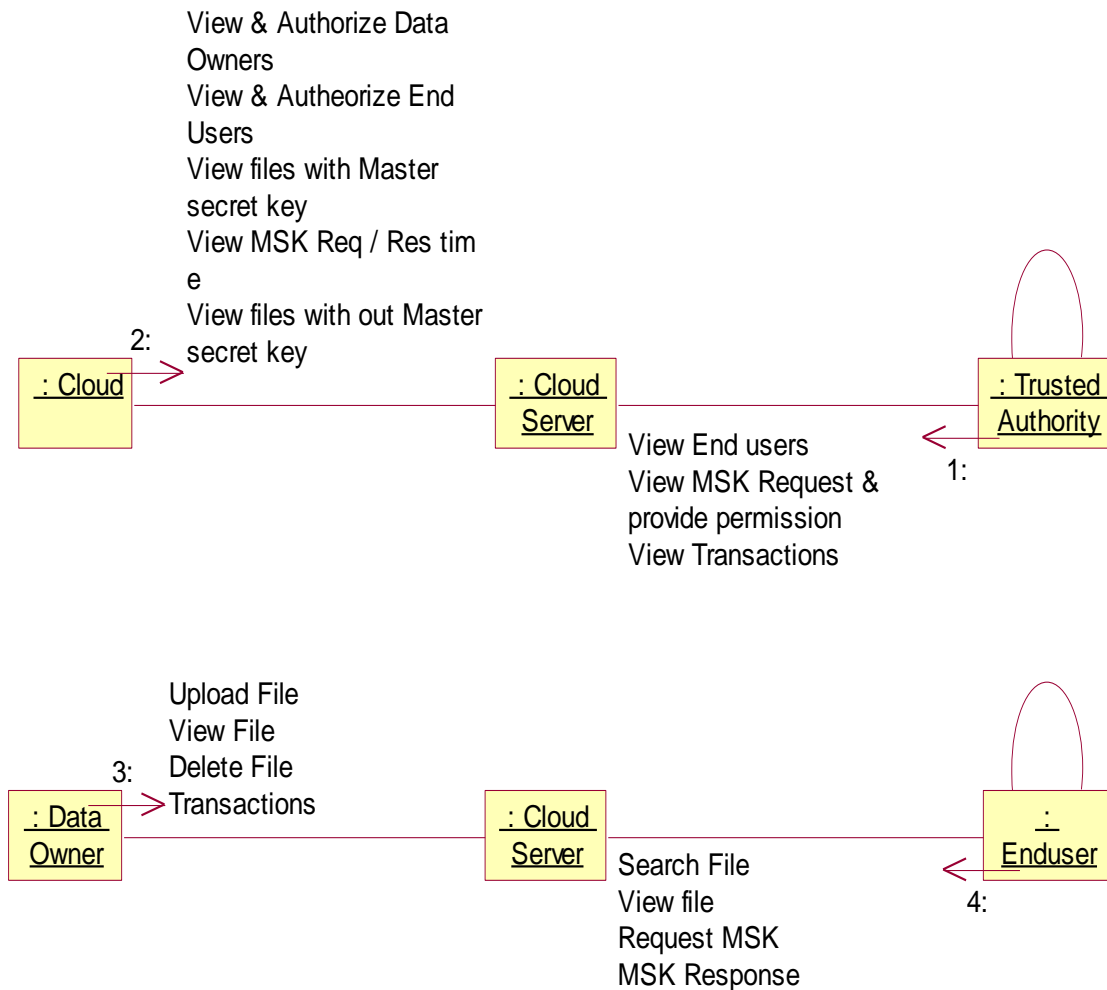 View & Authorize Data
Owners
View & Autheorize End
Users
View files with Master
secret key
View MSK Req / Res tim
e
View files with out Master
secret key
2:
: Cloud
: Cloud
Server
: Trusted
Authority
1:
View End users
View MSK Request &
provide permission
View Transactions
Upload File
View File
Delete File
Transactions
3:
: Data
Owner
: Cloud
Server
:
Enduser
4:
Search File
View file
Request MSK
MSK Response